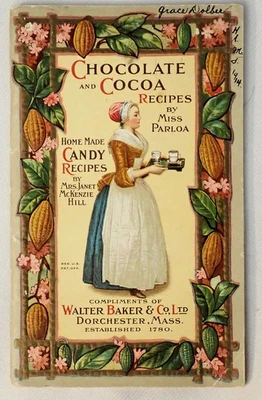 Grace Dolbee
CHOCOLATE
AND COCOA
RECIPES
BY
MISS
PARLOA
HOME MADE
CANDY
RECIPES
BY
MRS. JANET
MCKENZIE
HILL
REG. U.S.
PAT. OFF.
COMPLIMENTS OF
WALTER BAKER & CO. LTD
DORCHESTER, MASS.
ESTABLISHED 1780.